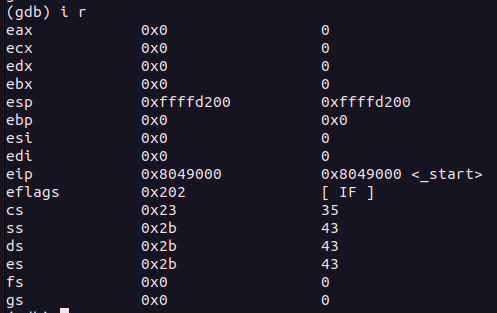 (gdb) i r
eax 0x0 0
ecx 0x0 0
edx 0x0 0
ebx 0x0 0
esp 0xffffd200 0xffffd200
ebp 0x0 0x0
esi 0x0 0
edi 0x0 0
eip 0x8049000 0x8049000 <_start>
eflags 0x202 [ IF ]
cs 0x23 35
ss 0x2b 43
ds 0x2b 43
es 0x2b 43
fs 0x0 0
gs 0x0 0